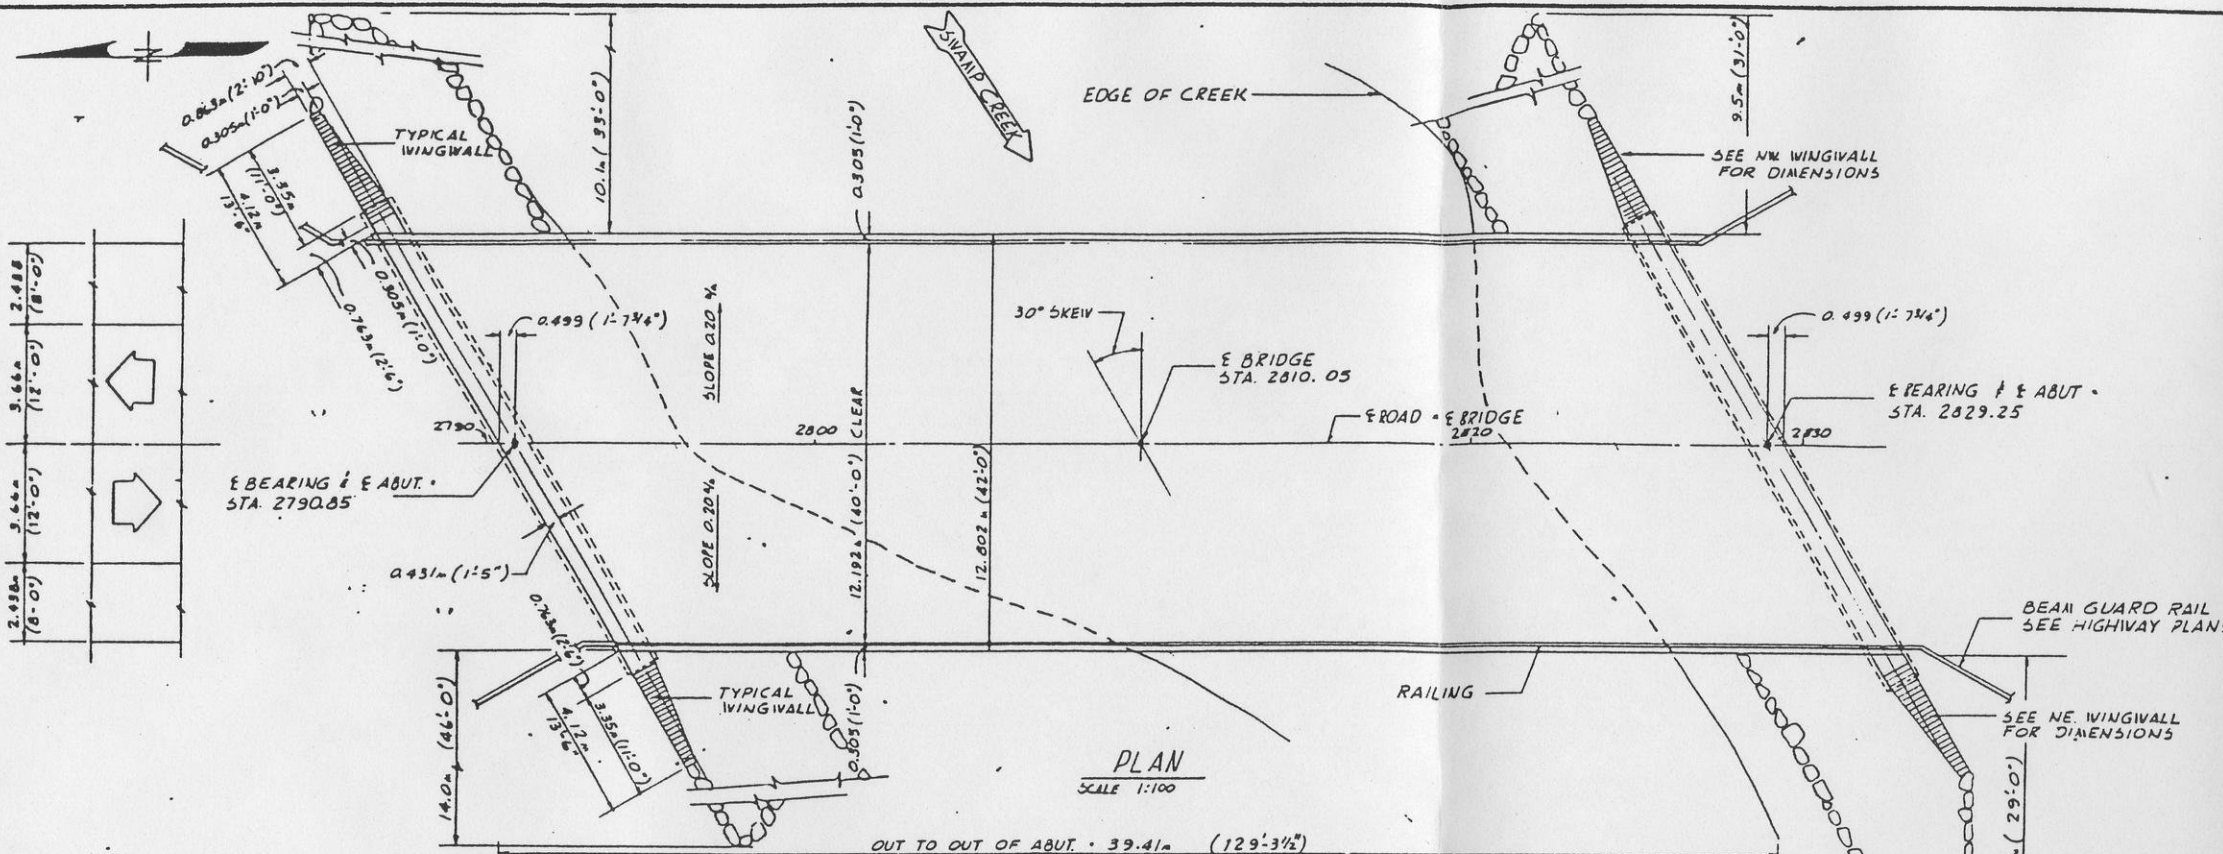 N
0.863m (2'-10")
0.305m (1'-0")
TYPICAL
WINGWALL
3.35m
(11'-0")
4.12m
13'-6"
0.305m (1'-0")
0.763m (2'-6")
10.1m (33'-0")
SWAMP CREEK
0.305 (1'-0")
EDGE OF CREEK
9.5m (31'-0")
SEE NW. WINGWALL
FOR DIMENSIONS
2.438
(8'-0")
3.66m
(12'-0")
3.66m
(12'-0")
2.438m
(8'-0")
0.499 (1'-7 3/4")
SLOPE 0.20 %
SLOPE 0.20 %
12.192m (40'-0") CLEAR
12.802m (42'-0")
30° SKEW
℄ BRIDGE
STA. 2810.05
0.499 (1'-7 3/4")
℄ BEARING & ℄ ABUT.
STA. 2829.25
2790
2800
℄ ROAD = ℄ BRIDGE
2820
2830
℄ BEARING & ℄ ABUT.
STA. 2790.85
0.431m (1'-5")
0.763m (2'-6")
3.35m (11'-0")
4.12m
13'-6"
TYPICAL
WINGWALL
14.0m (46'-0")
0.305 (1'-0")
RAILING
BEAM GUARD RAIL
SEE HIGHWAY PLANS
SEE NE. WINGWALL
FOR DIMENSIONS
(29'-0")
PLAN
SCALE 1:100
OUT TO OUT OF ABUT. = 39.41m (129'-3 1/2")